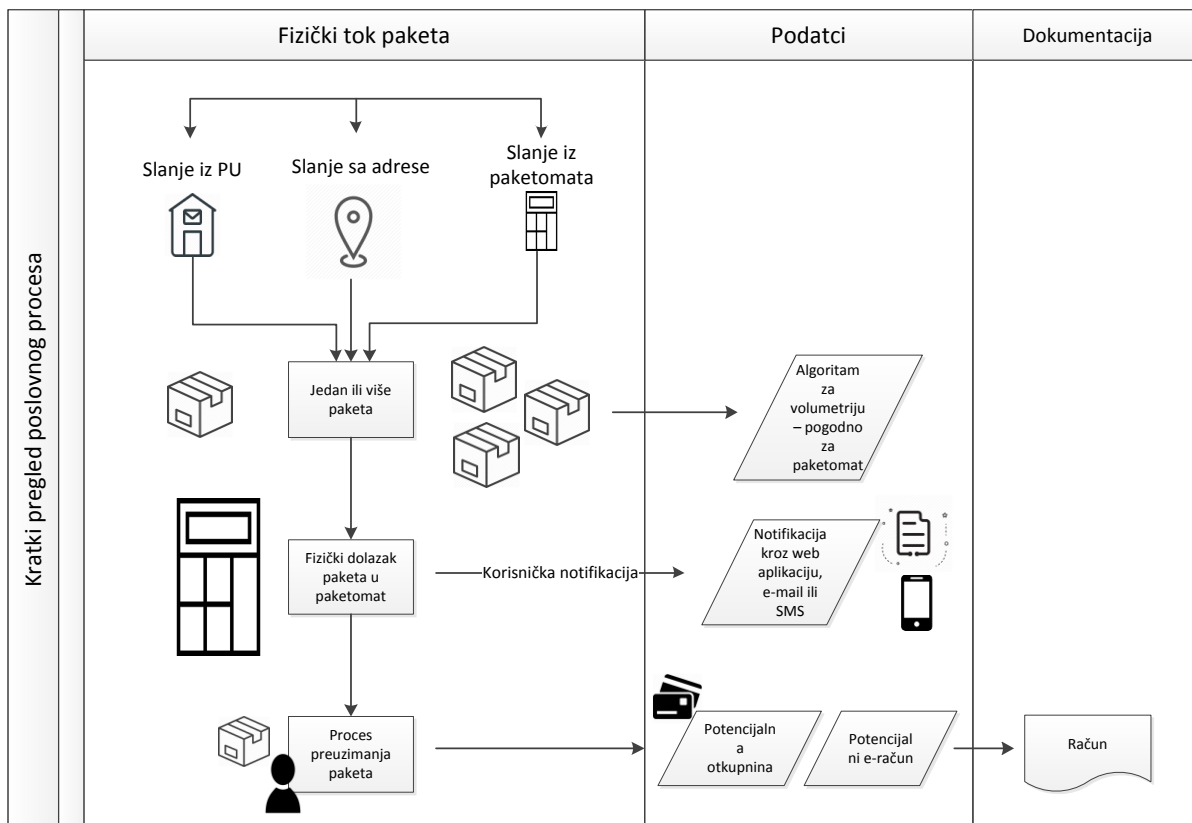 Kratki pregled poslovnog procesa
Fizički tok paketa
Podatci
Dokumentacija
Slanje iz PU
Slanje sa adrese
Slanje iz
paketomata
Jedan ili više
paketa
Algoritam
za
volumetriju
– pogodno
za
paketomat
Fizički dolazak
paketa u
paketomat
Korisnička notifikacija
Notifikacija
kroz web
aplikaciju,
e-mail ili
SMS
Proces
preuzimanja
paketa
Potencijaln
a
otkupnina
Potencijal
ni e-račun
Račun